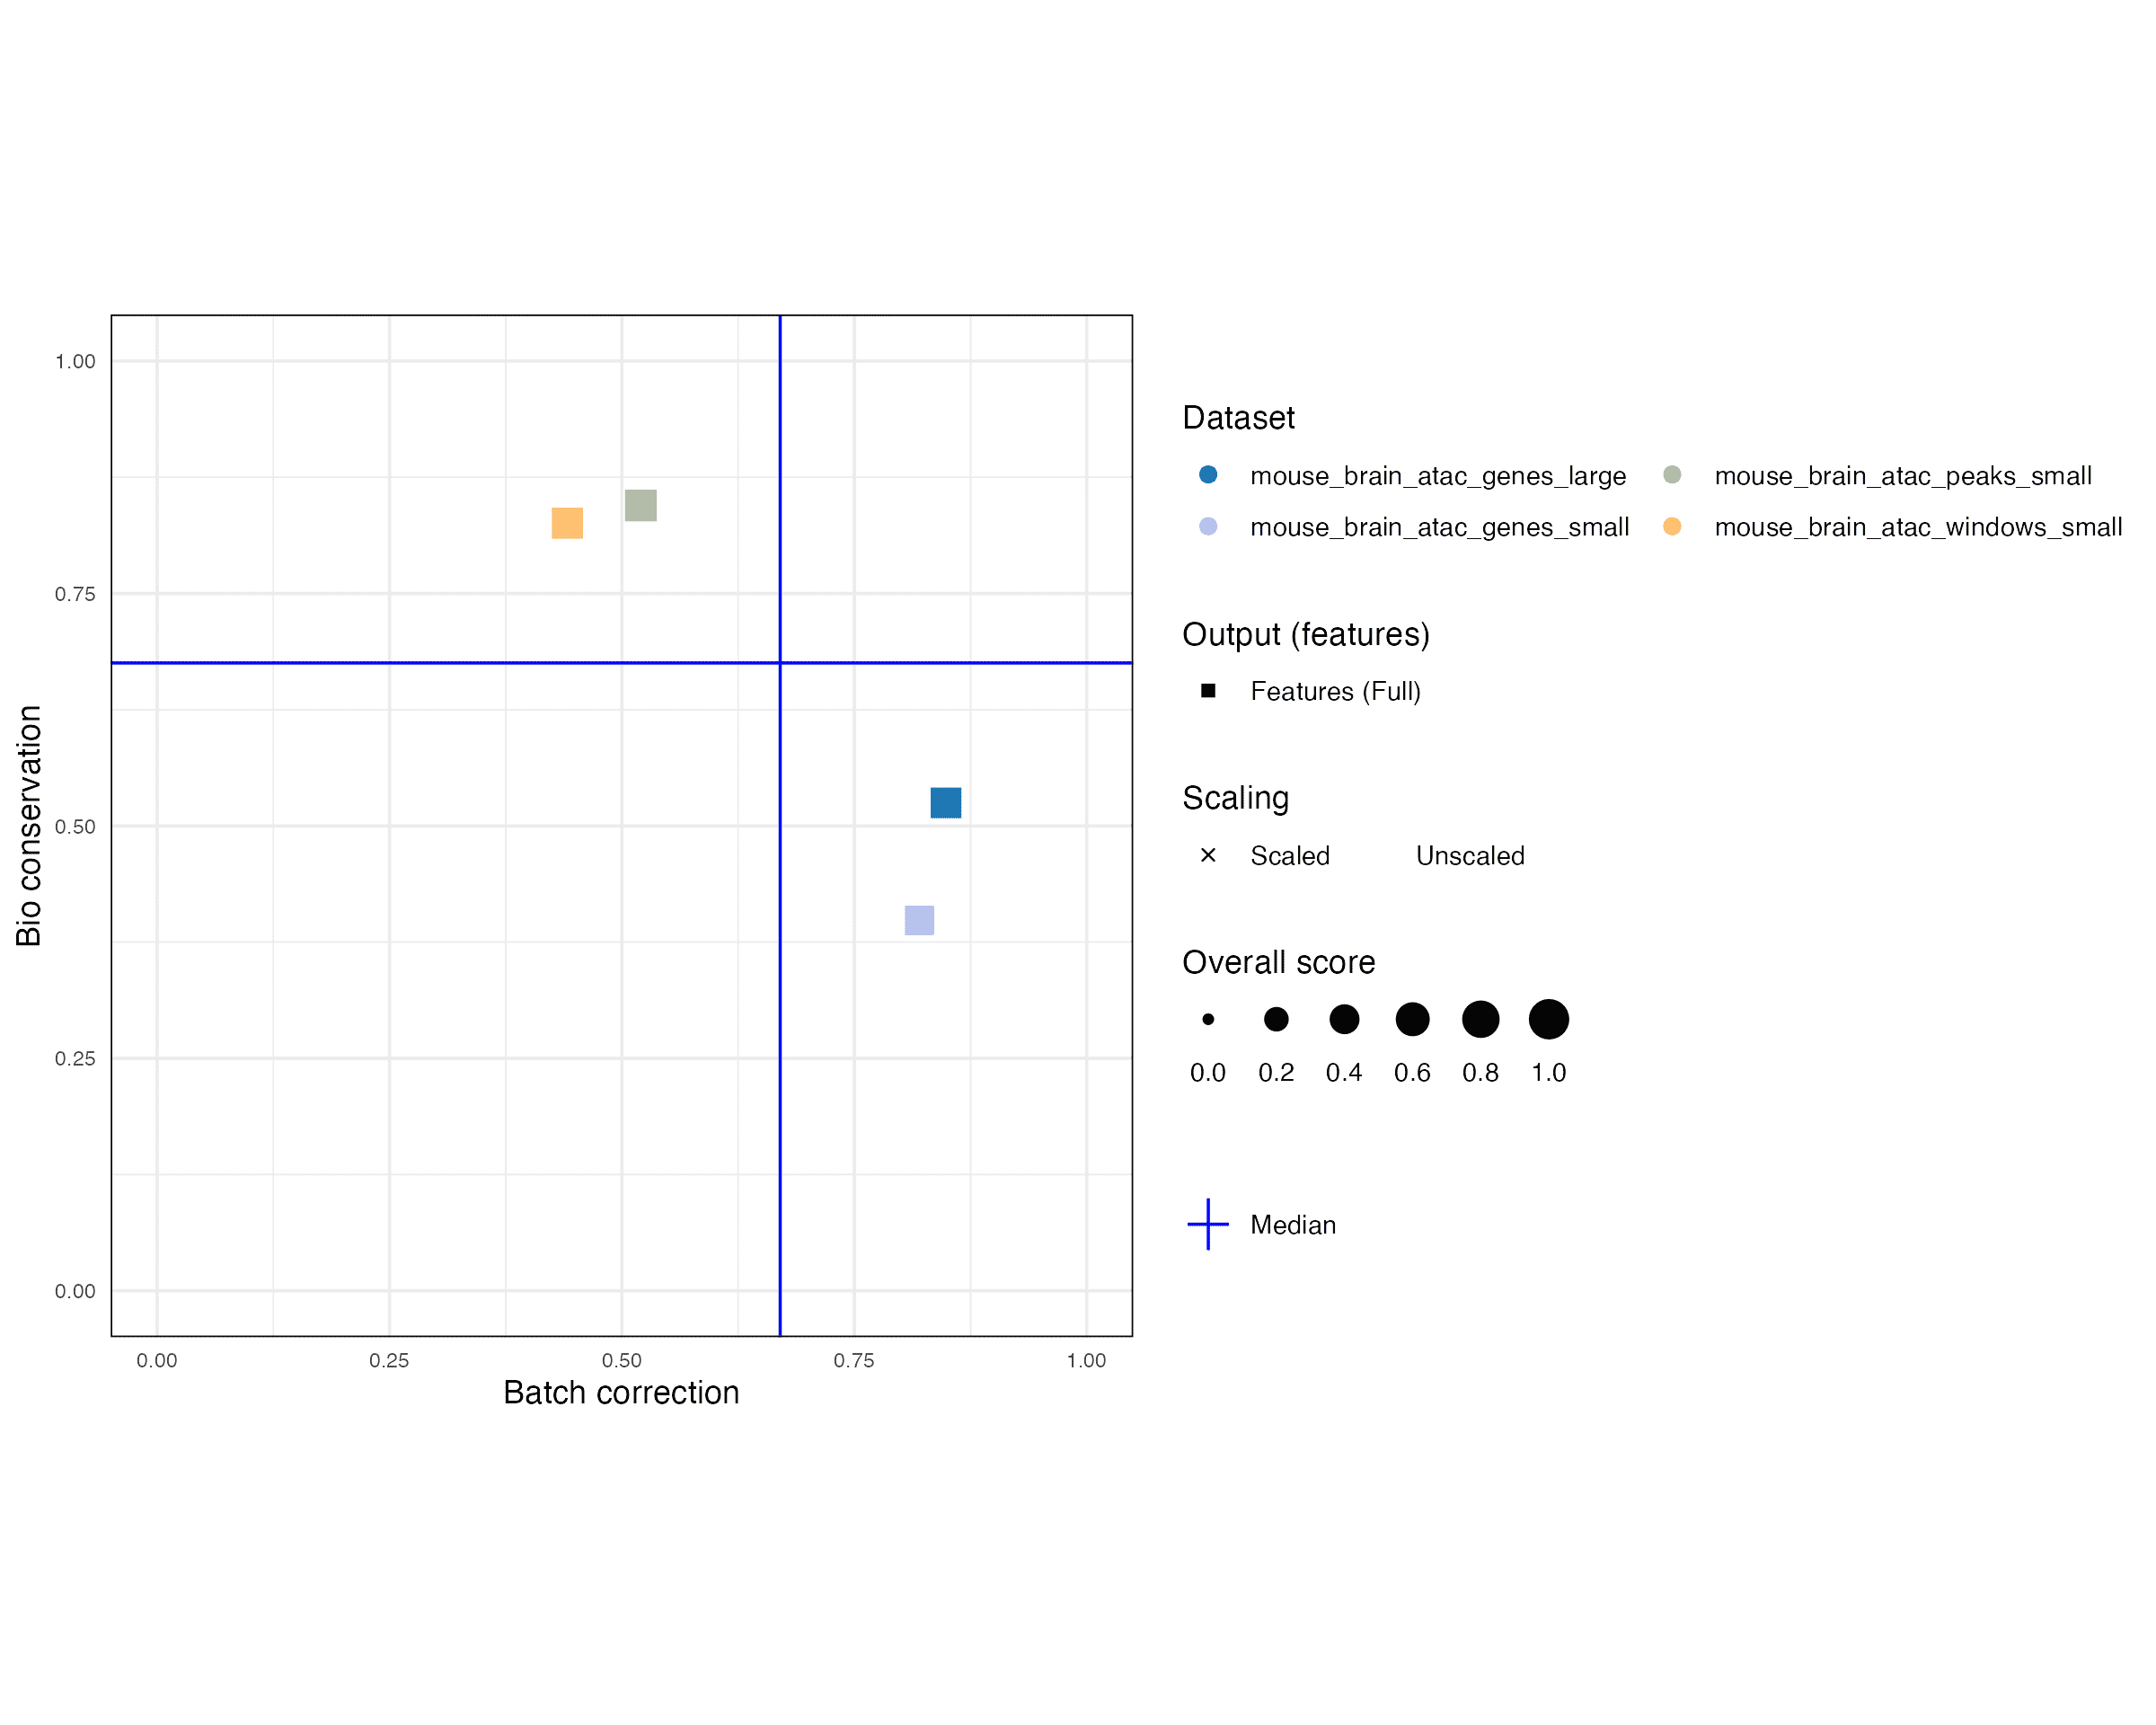 1.00
0.75
0.50
0.25
0.00
Bio conservation
0.00 0.25 0.50 0.75 1.00
Batch correction
Dataset
mouse_brain_atac_genes_large mouse_brain_atac_peaks_small
mouse_brain_atac_genes_small mouse_brain_atac_windows_small
Output (features)
Features (Full)
Scaling
Scaled Unscaled
Overall score
0.0 0.2 0.4 0.6 0.8 1.0
Median